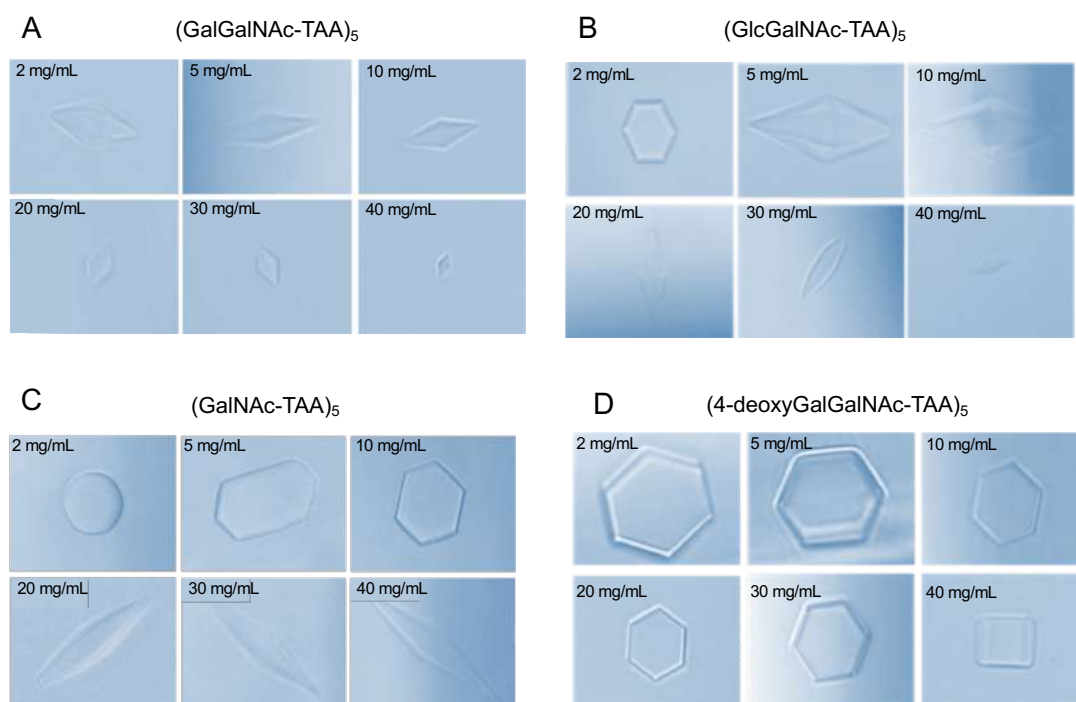 A
(GalGalNAc-TAA)₅
2 mg/mL
5 mg/mL
10 mg/mL
20 mg/mL
30 mg/mL
40 mg/mL
B
(GlcGalNAc-TAA)₅
2 mg/mL
5 mg/mL
10 mg/mL
20 mg/mL
30 mg/mL
40 mg/mL
C
(GalNAc-TAA)₅
2 mg/mL
5 mg/mL
10 mg/mL
20 mg/mL
30 mg/mL
40 mg/mL
D
(4-deoxyGalGalNAc-TAA)₅
2 mg/mL
5 mg/mL
10 mg/mL
20 mg/mL
30 mg/mL
40 mg/mL